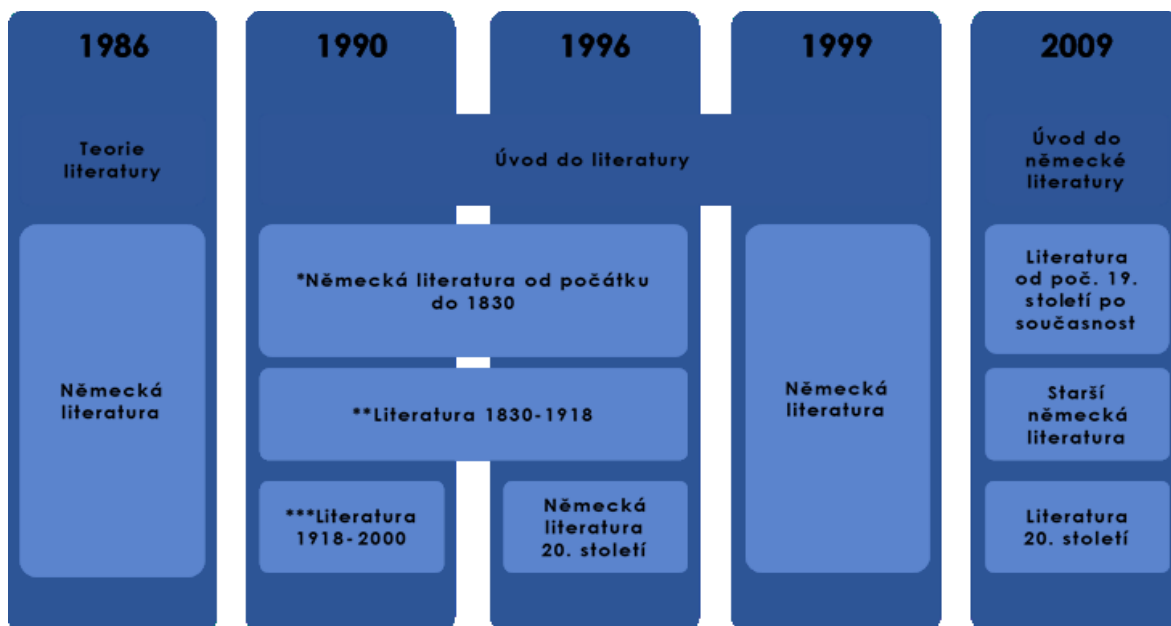 1986
1990
1996
1999
2009
Teorie
literatury
Úvod do literatury
Úvod do
německé
literatury
Německá
literatura
*Německá literatura od počátku
do 1830
**Literatura 1830-1918
***Literatura
1918-2000
Německá
literatura
20. století
Německá
literatura
Literatura
od poč. 19.
století po
současnost
Starší
německá
literatura
Literatura
20. století